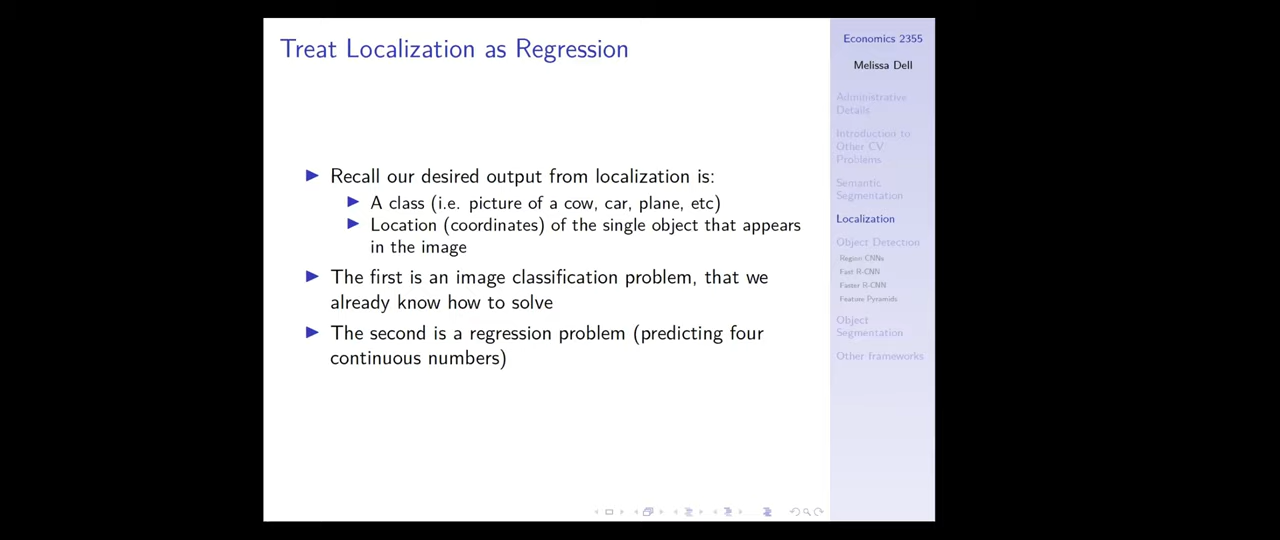 Treat Localization as Regression
Recall our desired output from localization is:
A class (i.e. picture of a cow, car, plane, etc)
Location (coordinates) of the single object that appears
in the image
The first is an image classification problem, that we
already know how to solve
The second is a regression problem (predicting four
continuous numbers)
Economics 2355
Melissa Dell
Administrative
Details
Introduction to
Other CV
Problems
Semantic
Segmentation
Localization
Object Detection
Region CNNs
Fast R-CNN
Faster R-CNN
Feature Pyramids
Object
Segmentation
Other frameworks